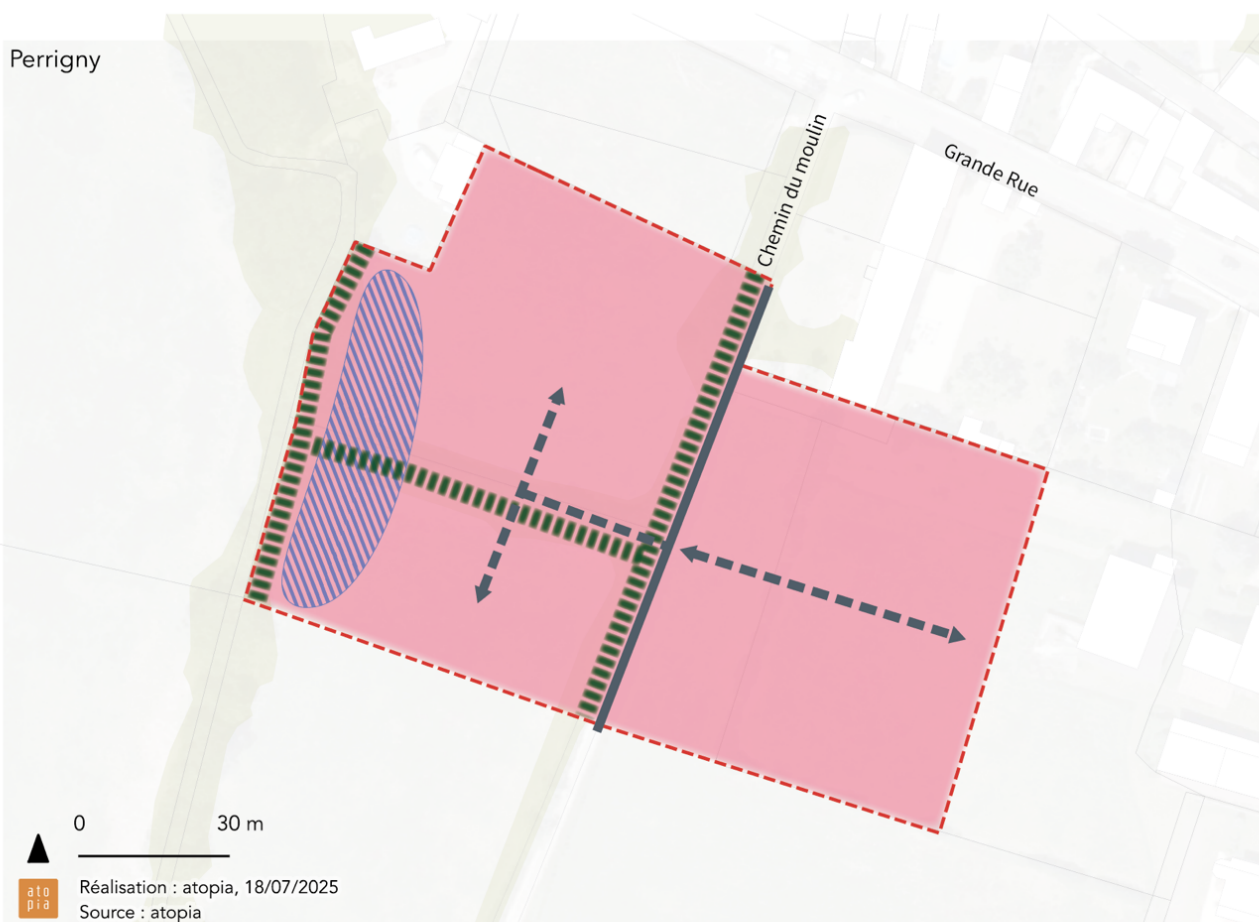 Perrigny
Chemin du moulin
Grande Rue
0 30 m
ato
pia
Réalisation : atopia, 18/07/2025
Source : atopia